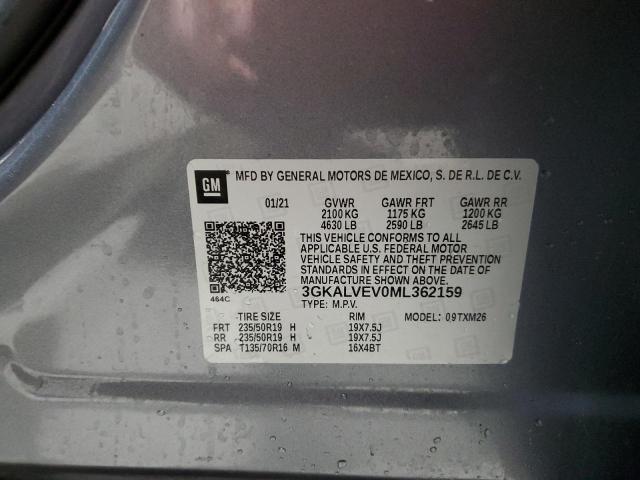 GM
MFD BY GENERAL MOTORS DE MEXICO, S. DE R.L. DE C.V.
01/21 GVWR GAWR FRT GAWR RR
2100 KG 1175 KG 1200 KG
4630 LB 2590 LB 2645 LB
THIS VEHICLE CONFORMS TO ALL
APPLICABLE U.S. FEDERAL MOTOR
VEHICLE SAFETY AND THEFT PREVENTION
STANDARDS IN EFFECT ON THE DATE OF
MANUFACTURE SHOWN ABOVE.
464C
3GKALVEV0ML362159
TYPE: M.P.V. MODEL: 09TXM26
TIRE SIZE RIM
FRT 235/50R19 H 19X7.5J
RR 235/50R19 H 19X7.5J
SPA T135/70R16 M 16X4BT